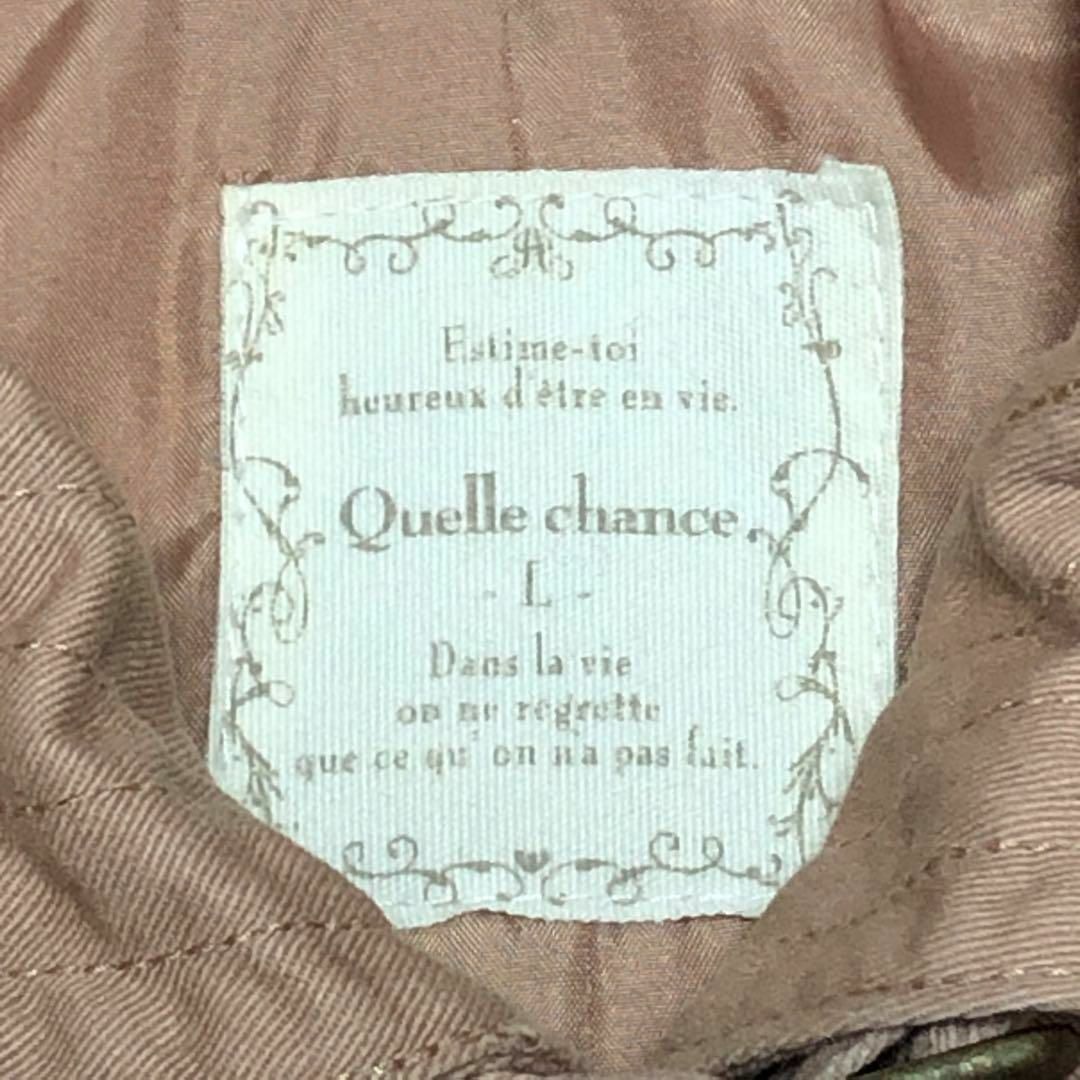 Estime-toi
heureux d'être en vie.
Quelle chance.
- L -
Dans la vie
on ne regrette
que ce qu' on n'a pas fait.